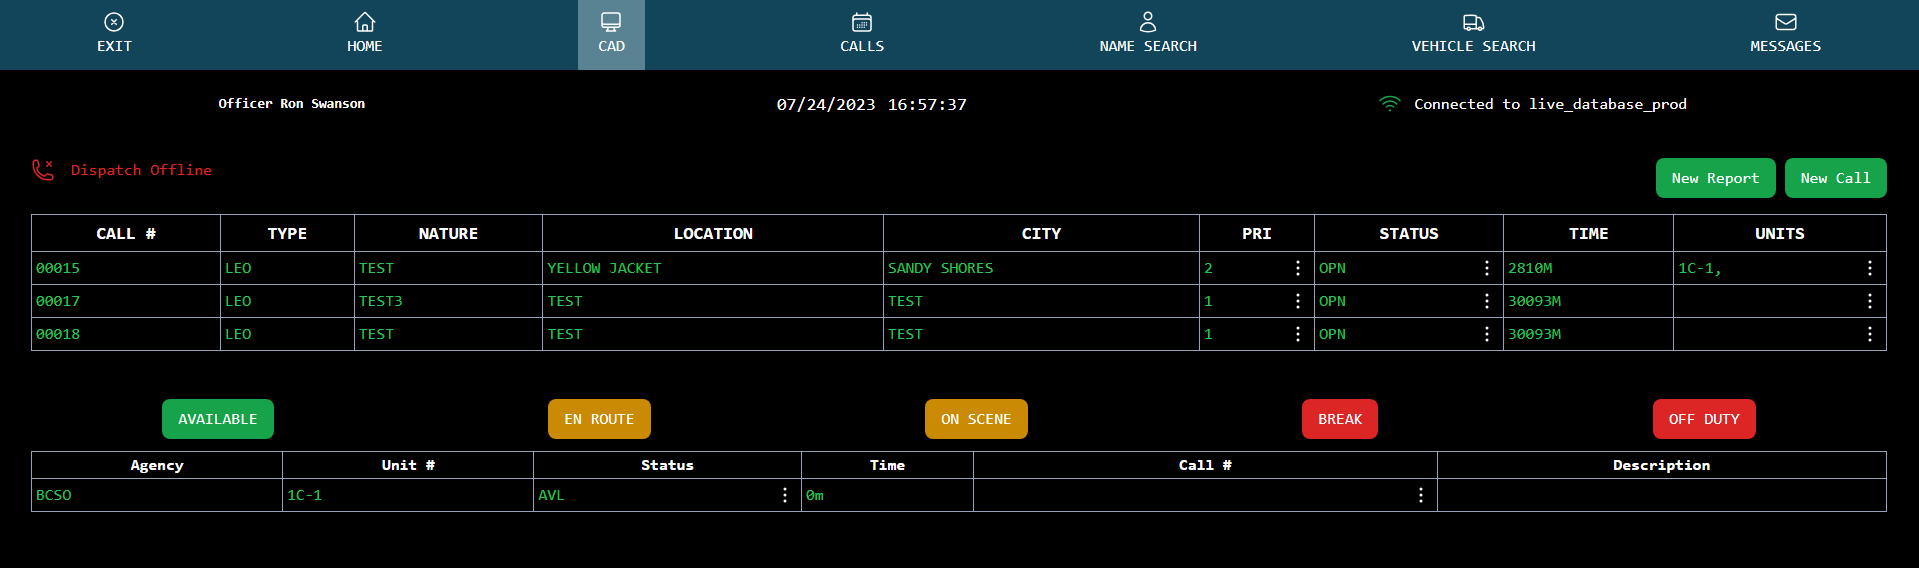 EXIT HOME CAD CALLS NAME SEARCH VEHICLE SEARCH MESSAGES
Officer Ron Swanson 07/24/2023 16:57:37 Connected to live_database_prod
Dispatch Offline New Report New Call
CALL # TYPE NATURE LOCATION CITY PRI STATUS TIME UNITS
00015 LEO TEST YELLOW JACKET SANDY SHORES 2 OPN 2810M 1C-1,
00017 LEO TEST3 TEST TEST 1 OPN 30093M
00018 LEO TEST TEST TEST 1 OPN 30093M
AVAILABLE EN ROUTE ON SCENE BREAK OFF DUTY
Agency Unit # Status Time Call # Description
BCSO 1C-1 AVL 0m